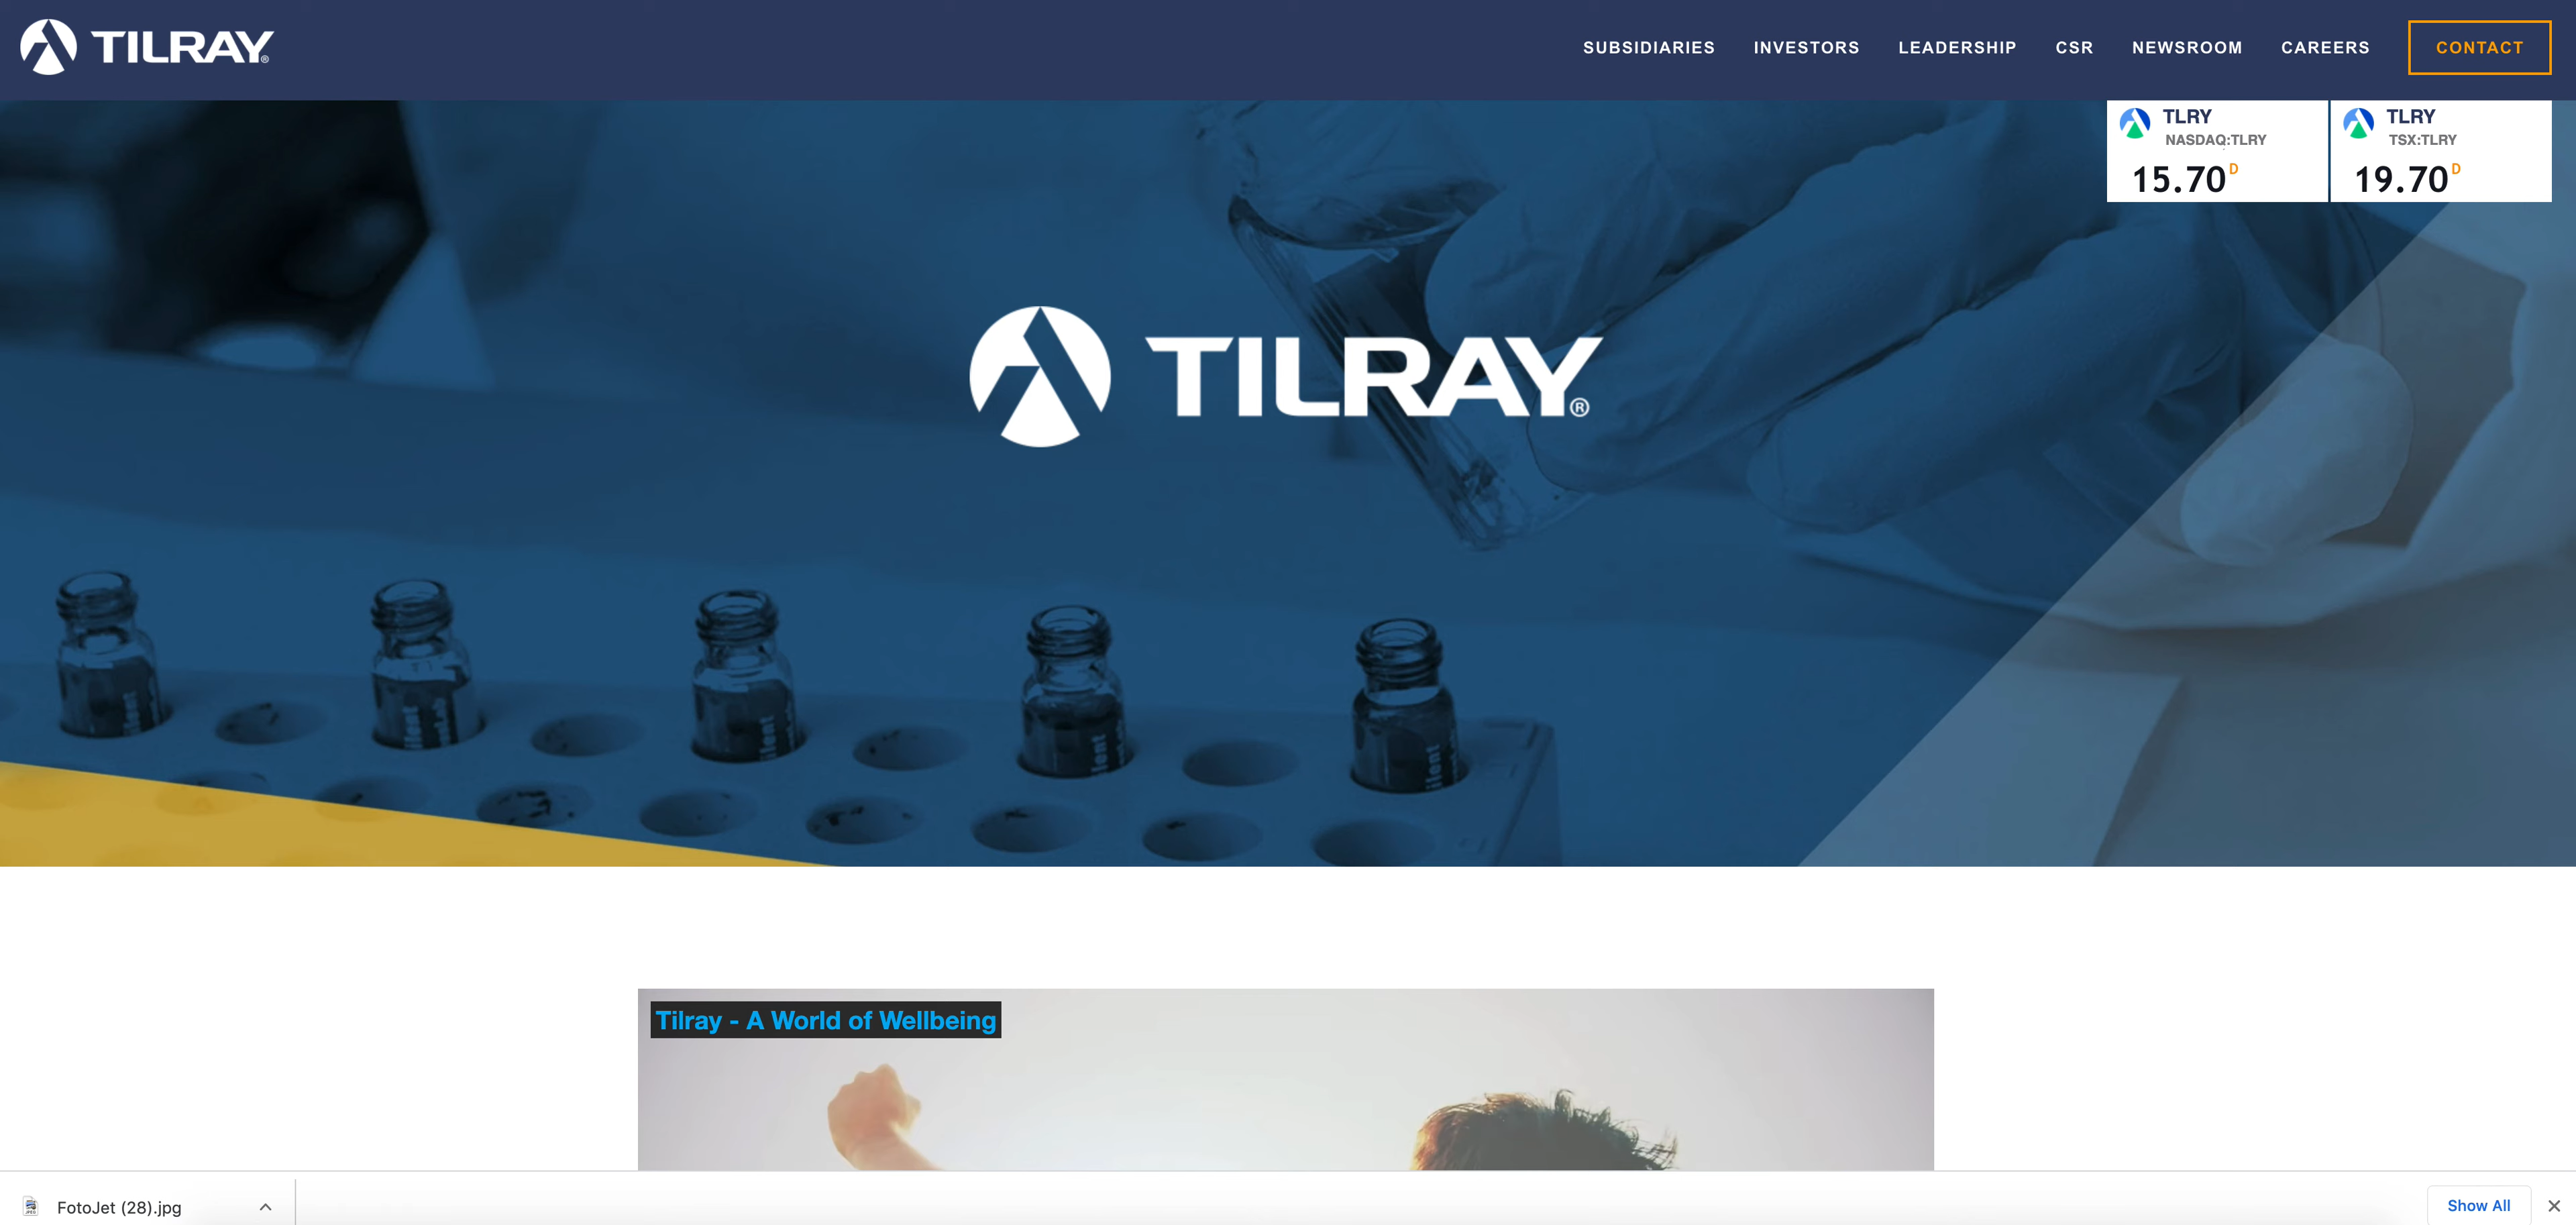 TILRAY®
SUBSIDIARIES INVESTORS LEADERSHIP CSR NEWSROOM CAREERS CONTACT
TLRY
NASDAQ:TLRY
15.70 D
TLRY
TSX:TLRY
19.70 D
TILRAY®
Tilray - A World of Wellbeing
FotoJet (28).jpg
Show All